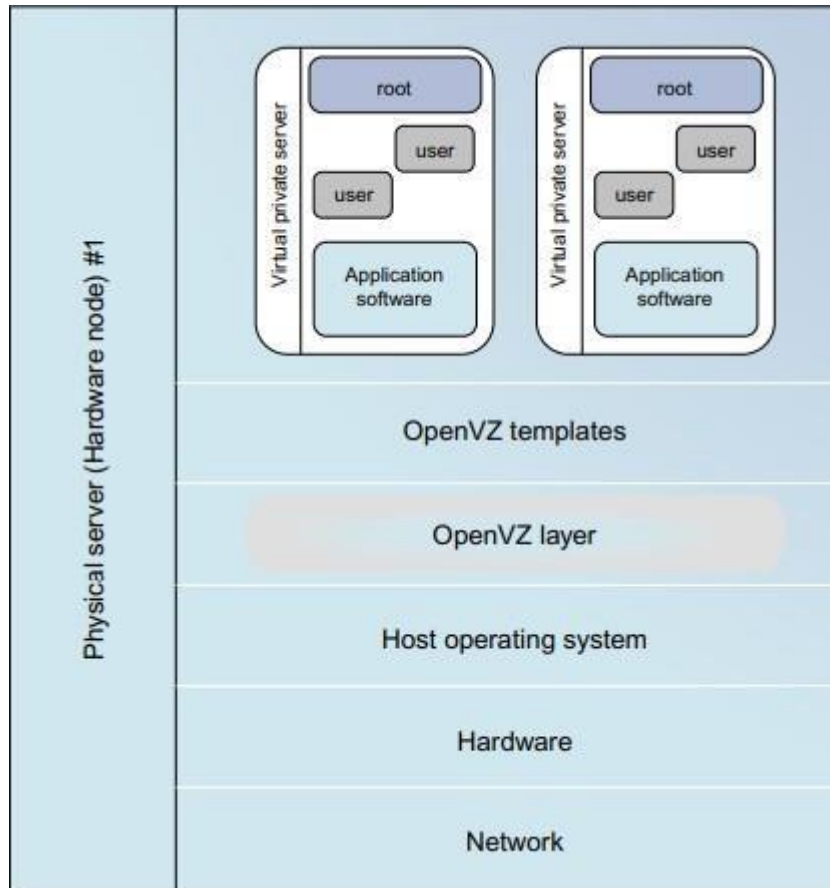 Physical server (Hardware node) #1
Virtual private server
root
user
user
Application
software
Virtual private server
root
user
user
Application
software
OpenVZ templates
OpenVZ layer
Host operating system
Hardware
Network